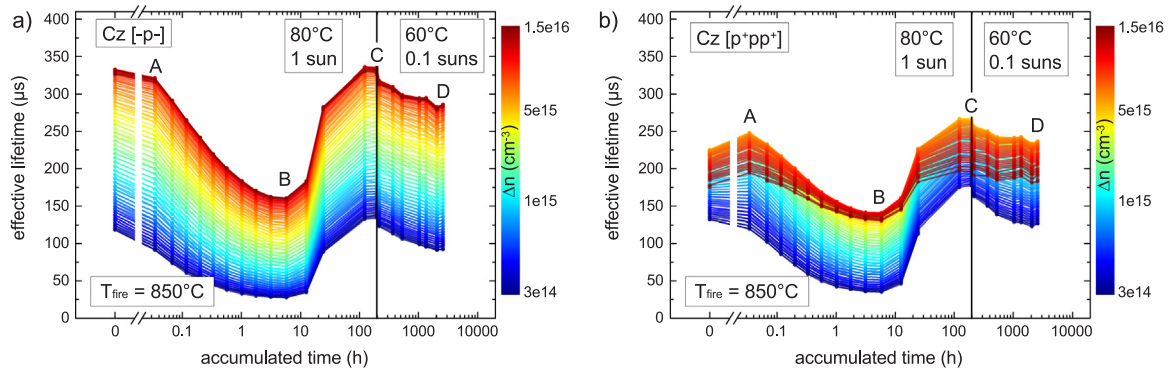 a)
Cz [-p-]
80°C
1 sun
60°C
0.1 suns
A
B
C
D
Tfire = 850°C
effective lifetime (µs)
400
350
300
250
200
150
100
50
0
0 0.1 1 10 100 1000 10000
accumulated time (h)
1.5e16
5e15
1e15
3e14
Δn (cm-3)
b)
Cz [p+pp+]
80°C
1 sun
60°C
0.1 suns
A
B
C
D
Tfire = 850°C
effective lifetime (µs)
400
350
300
250
200
150
100
50
0
0 0.1 1 10 100 1000 10000
accumulated time (h)
1.5e16
5e15
1e15
3e14
Δn (cm-3)